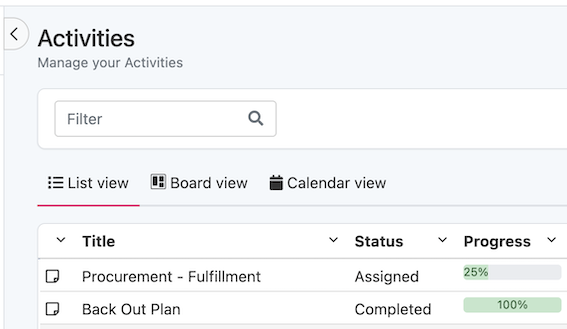 Activities
Manage your Activities
Filter
List view Board view Calendar view
Title Status Progress
Procurement - Fulfillment Assigned 25%
Back Out Plan Completed 100%